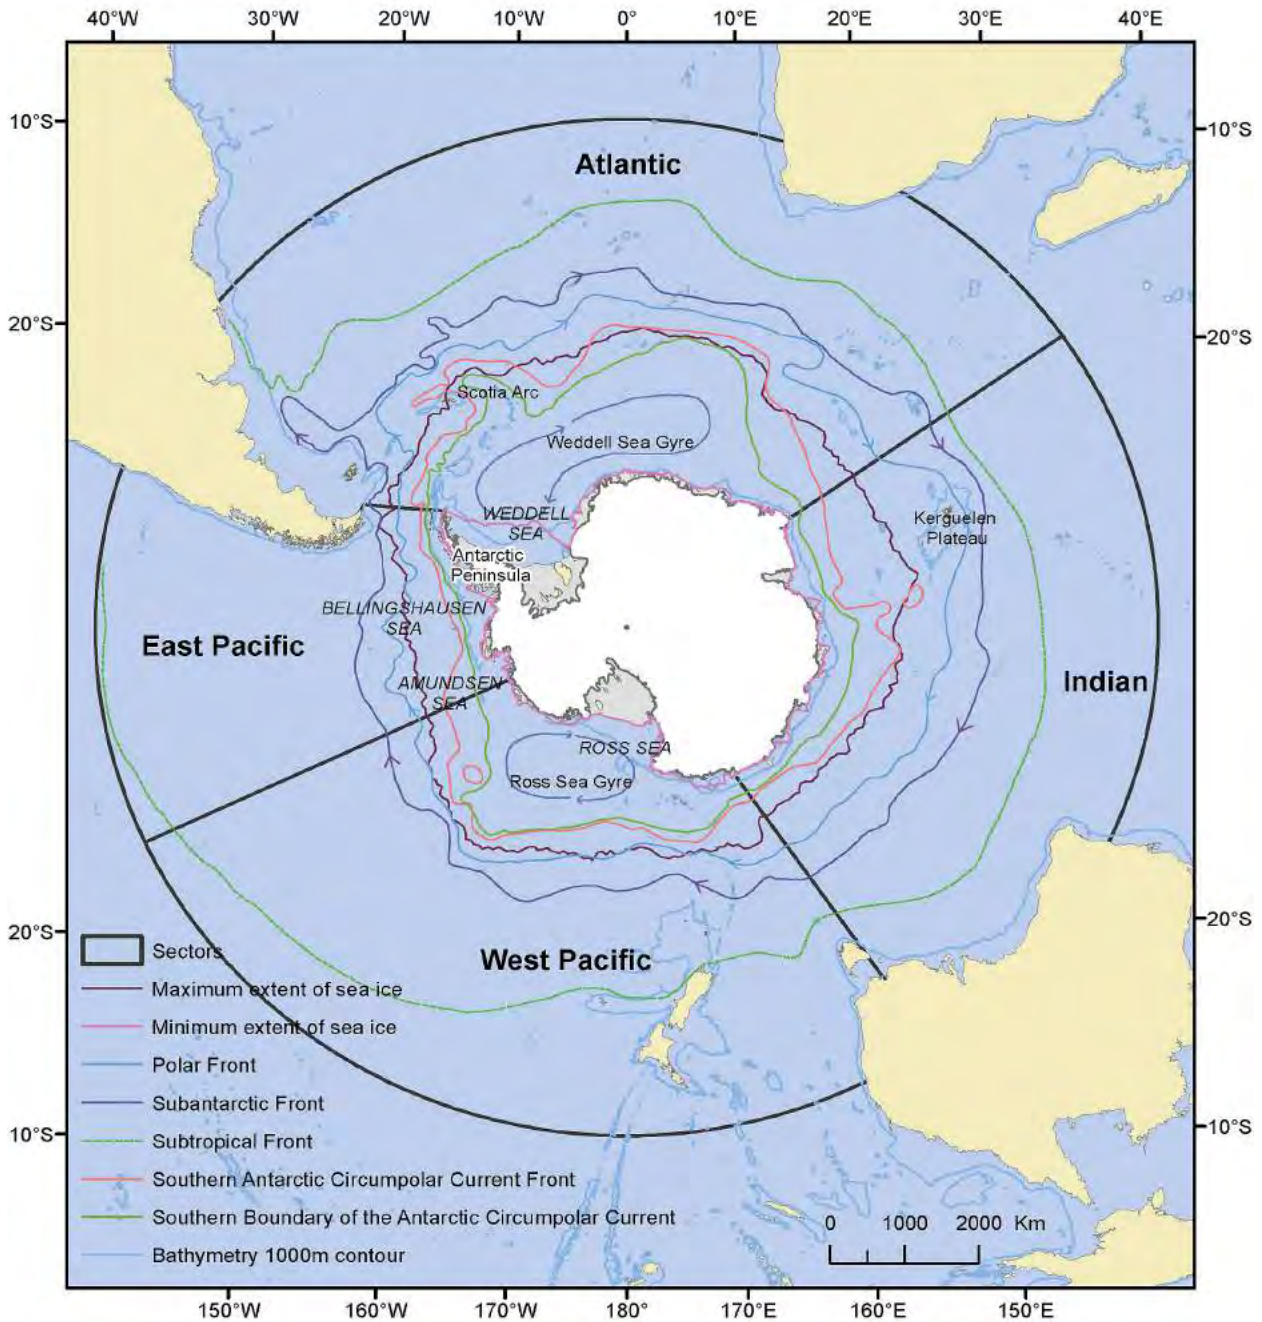 40°W 30°W 20°W 10°W 0° 10°E 20°E 30°E 40°E
10°S 10°S
Atlantic
20°S 20°S
Scotia Arc
Weddell Sea Gyre
WEDDELL
SEA
Kerguelen
Plateau
Antarctic
Peninsula
BELLINGSHAUSEN
SEA
East Pacific
Indian
AMUNDSEN
SEA
ROSS SEA
Ross Sea Gyre
20°S 20°S
West Pacific
Sectors
Maximum extent of sea ice
Minimum extent of sea ice
Polar Front
Subantarctic Front
10°S 10°S
Subtropical Front
Southern Antarctic Circumpolar Current Front
Southern Boundary of the Antarctic Circumpolar Current
0 1000 2000 Km
Bathymetry 1000m contour
150°W 160°W 170°W 180° 170°E 160°E 150°E